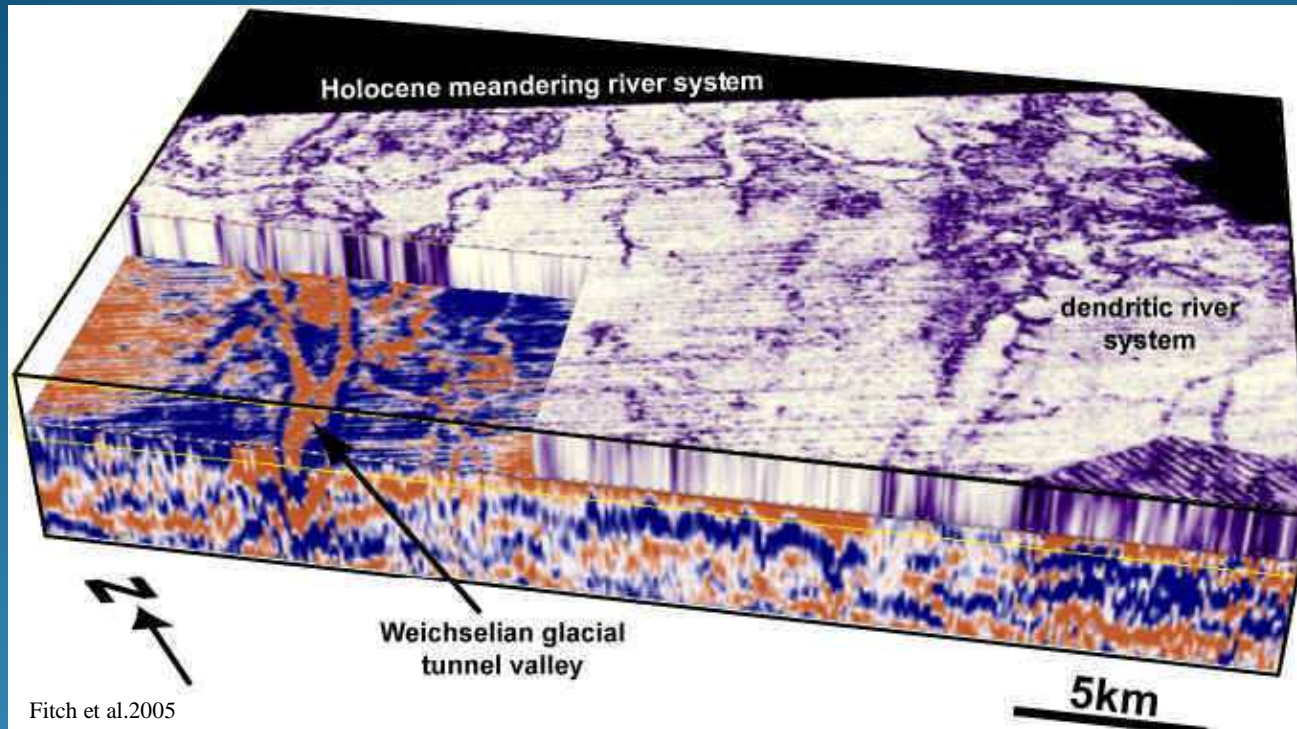 Holocene meandering river system
dendritic river
system
Weichselian glacial
tunnel valley
N
5km
Fitch et al.2005